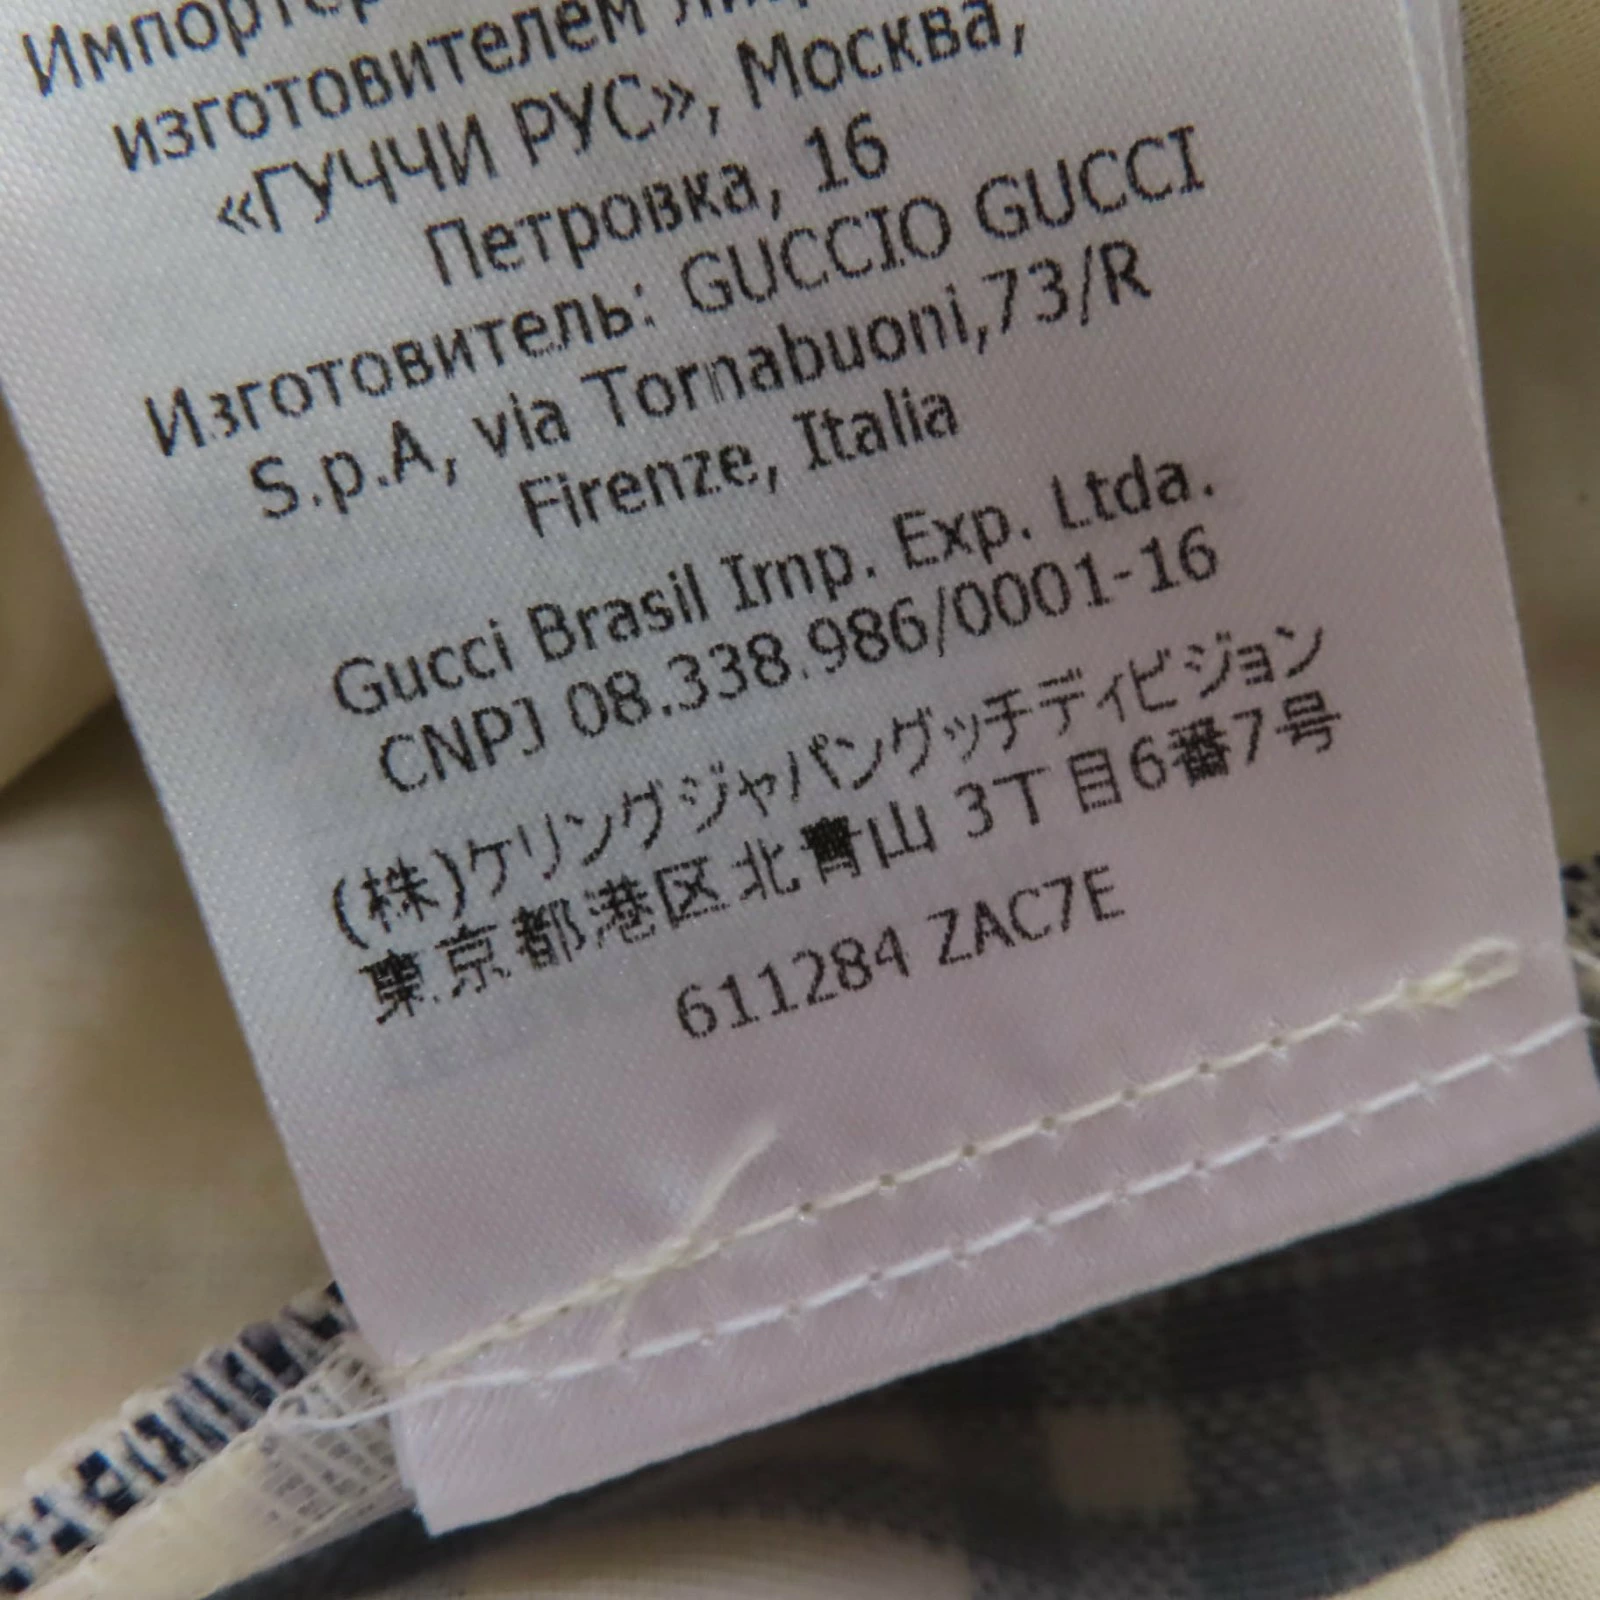 изготовителем
«ГУЧЧИ РУС», Москва,
Петровка, 16
Изготовитель: GUCCIO GUCCI
S.p.A, via Tornabuoni,73/R
Firenze, Italia
Gucci Brasil Imp. Exp. Ltda.
CNPJ 08.338.986/0001-16
(株)ケリングジャパングッチディビジョン
東京都港区北青山 3丁目6番7号
611284 ZAC7E